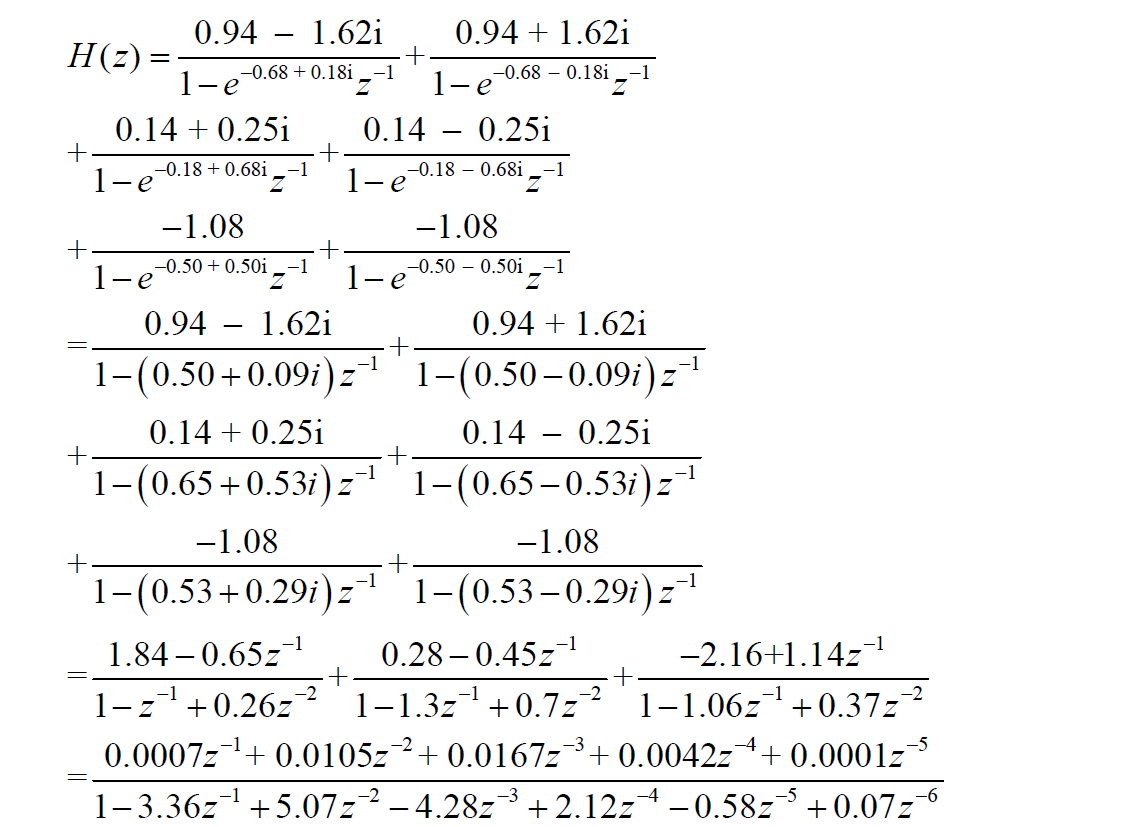 H(z) = (0.94 − 1.62i)/(1−e^(−0.68 + 0.18i) z^(−1)) + (0.94 + 1.62i)/(1−e^(−0.68 − 0.18i) z^(−1))
+ (0.14 + 0.25i)/(1−e^(−0.18 + 0.68i) z^(−1)) + (0.14 − 0.25i)/(1−e^(−0.18 − 0.68i) z^(−1))
+ (−1.08)/(1−e^(−0.50 + 0.50i) z^(−1)) + (−1.08)/(1−e^(−0.50 − 0.50i) z^(−1))
= (0.94 − 1.62i)/(1−(0.50+0.09i)z^(−1)) + (0.94 + 1.62i)/(1−(0.50−0.09i)z^(−1))
+ (0.14 + 0.25i)/(1−(0.65+0.53i)z^(−1)) + (0.14 − 0.25i)/(1−(0.65−0.53i)z^(−1))
+ (−1.08)/(1−(0.53+0.29i)z^(−1)) + (−1.08)/(1−(0.53−0.29i)z^(−1))
= (1.84−0.65z^(−1))/(1−z^(−1)+0.26z^(−2)) + (0.28−0.45z^(−1))/(1−1.3z^(−1)+0.7z^(−2)) + (−2.16+1.14z^(−1))/(1−1.06z^(−1)+0.37z^(−2))
= (0.0007z^(−1)+0.0105z^(−2)+0.0167z^(−3)+0.0042z^(−4)+0.0001z^(−5))/(1−3.36z^(−1)+5.07z^(−2)−4.28z^(−3)+2.12z^(−4)−0.58z^(−5)+0.07z^(−6))